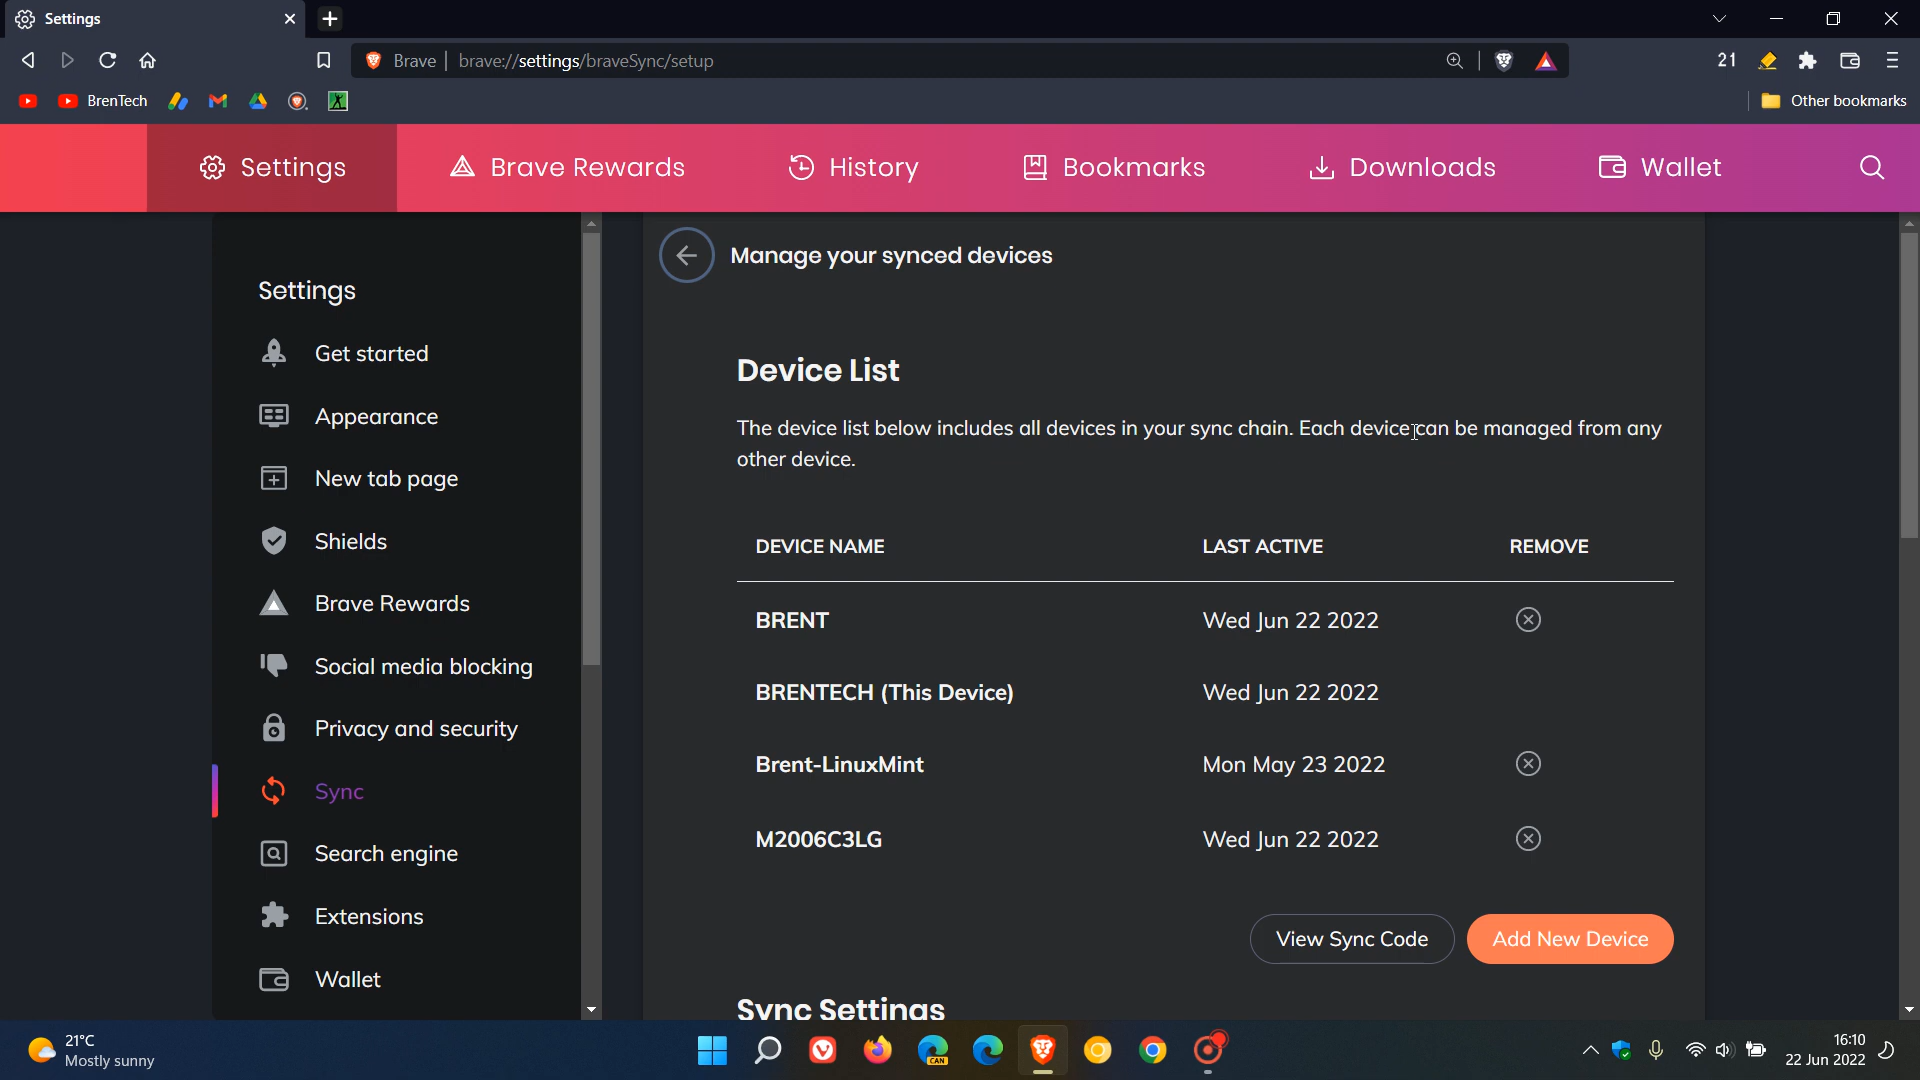 Settings
Brave | brave://settings/braveSync/setup
21
BrenTech
Other bookmarks
Settings
Brave Rewards
History
Bookmarks
Downloads
Wallet
Settings
Get started
Appearance
New tab page
Shields
Brave Rewards
Social media blocking
Privacy and security
Sync
Search engine
Extensions
Wallet
Manage your synced devices
Device List
The device list below includes all devices in your sync chain. Each device can be managed from any
other device.
DEVICE NAME LAST ACTIVE REMOVE
BRENT Wed Jun 22 2022
BRENTECH (This Device) Wed Jun 22 2022
Brent-LinuxMint Mon May 23 2022
M2006C3LG Wed Jun 22 2022
View Sync Code
Add New Device
Sync Settings
21°C
Mostly sunny
CAN
16:10
22 Jun 2022